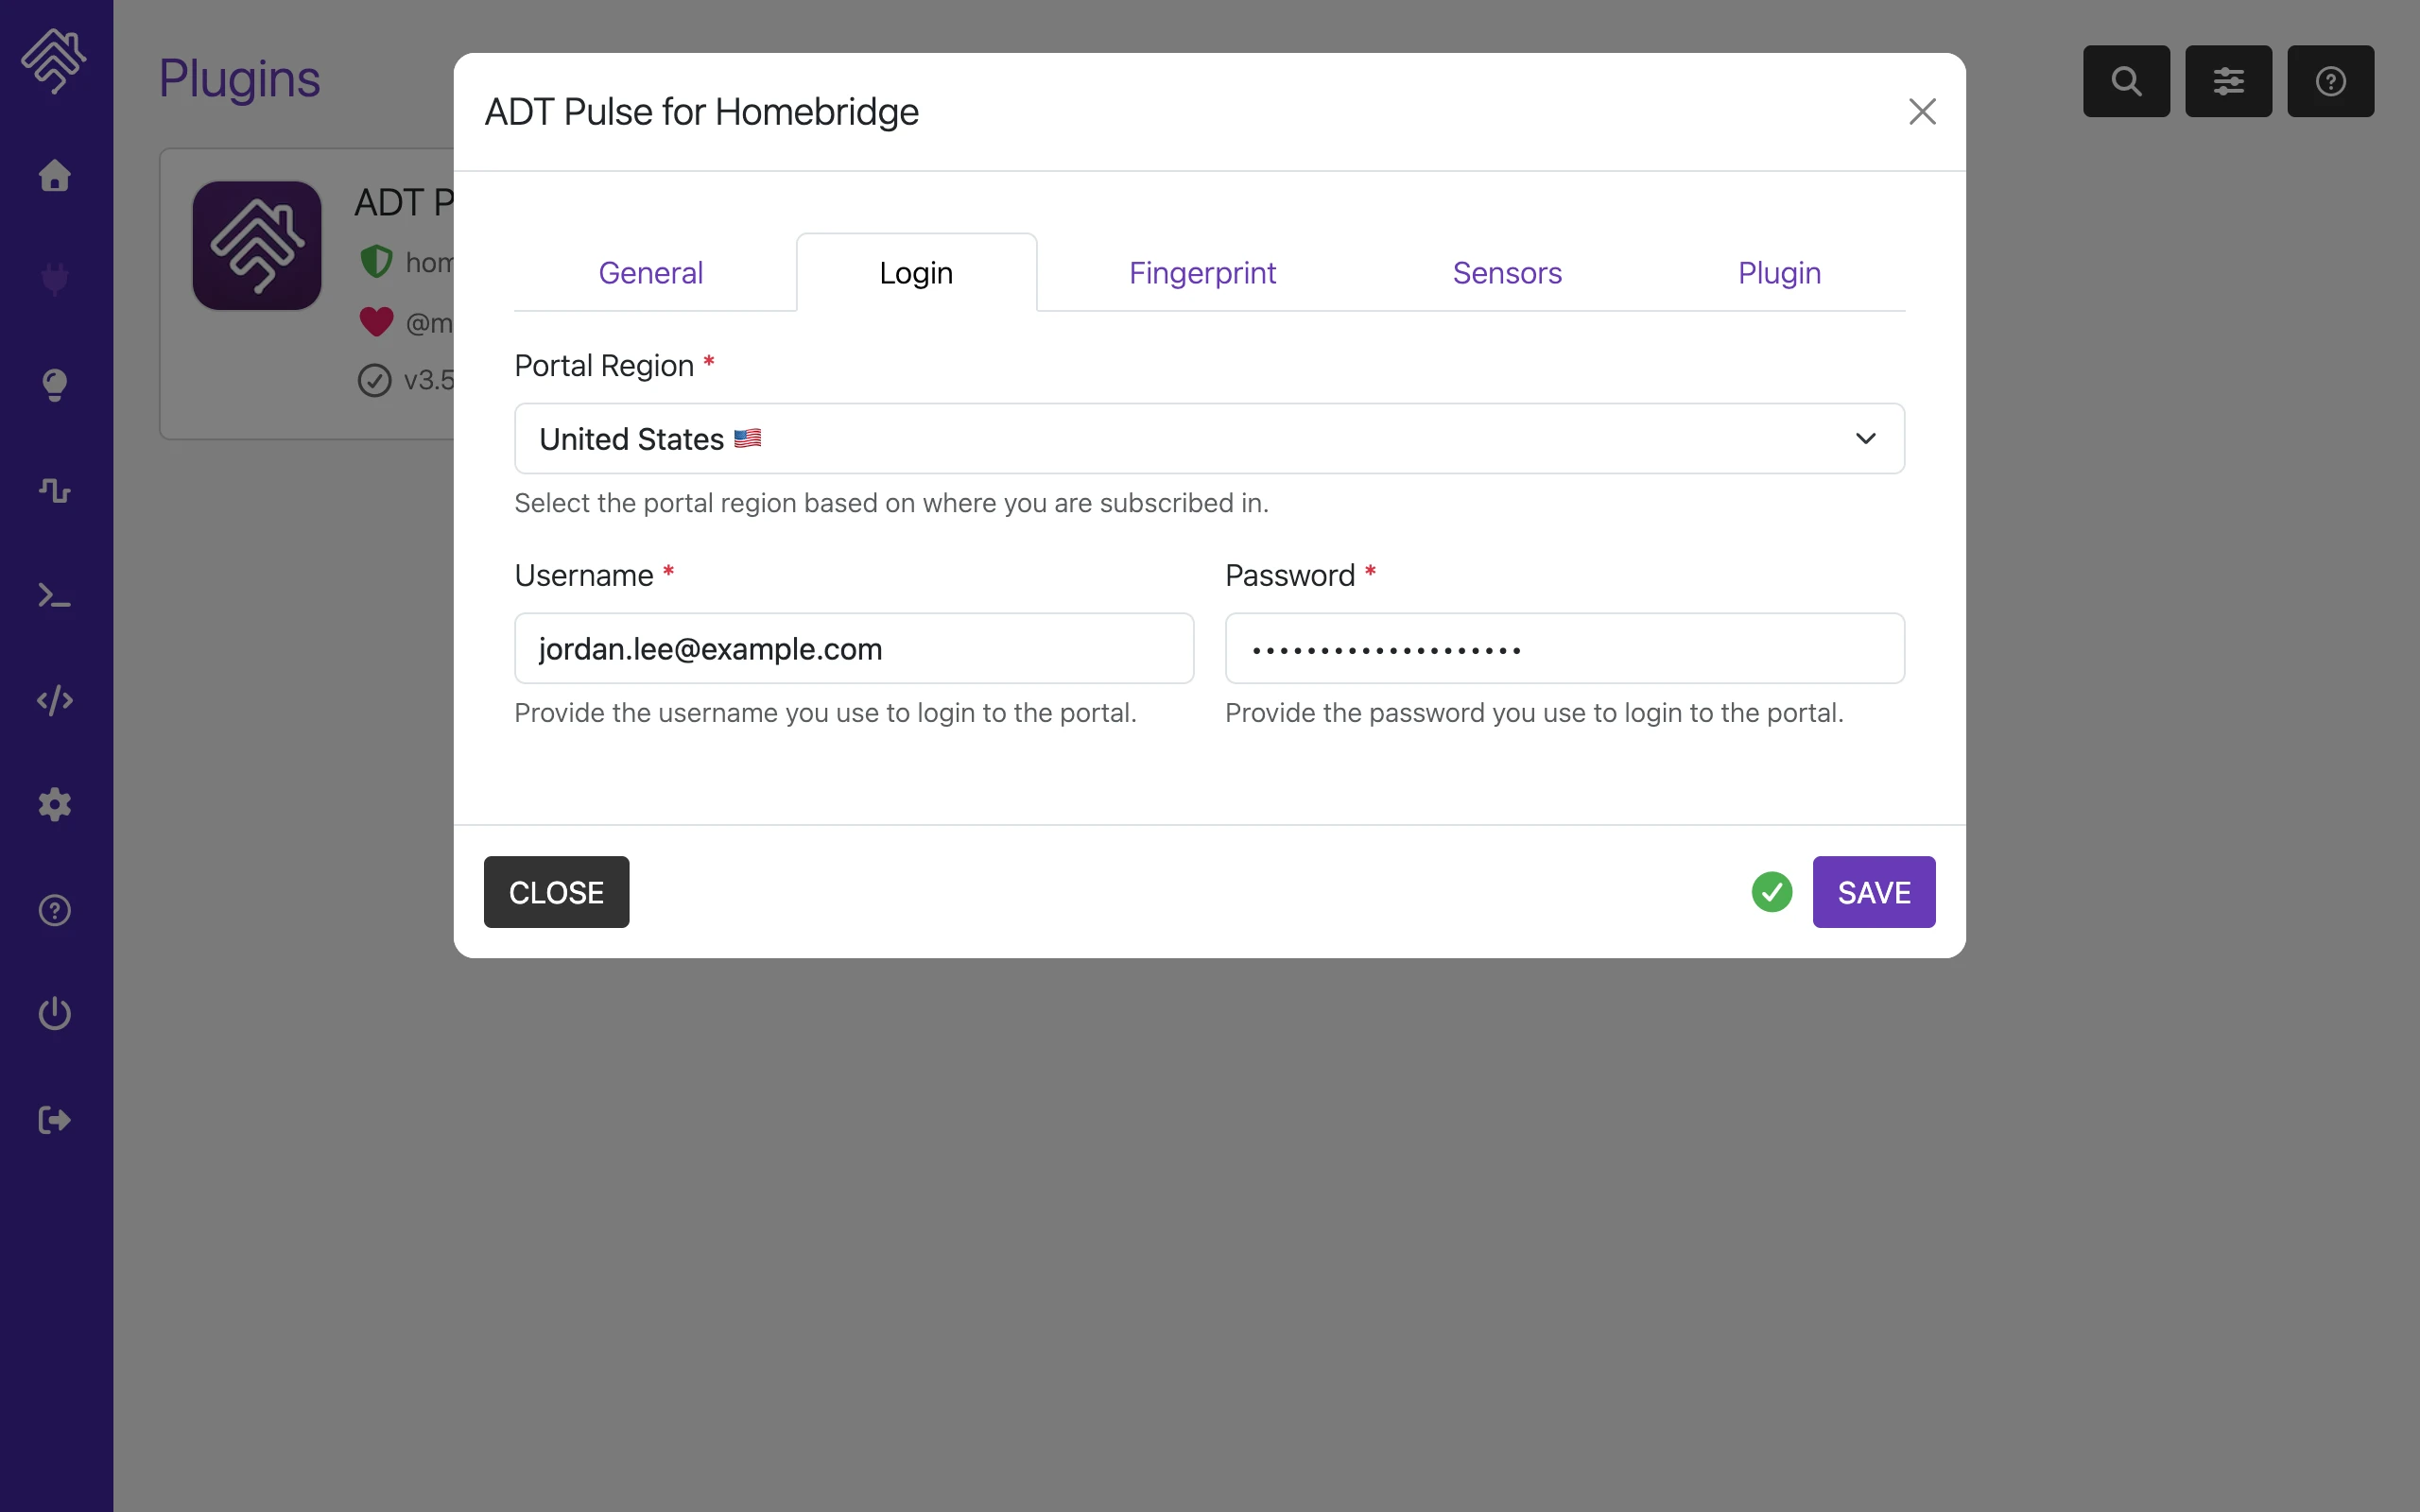 Plugins
ADT Pulse for Homebridge
ADT P
hom
@m
v3.5
General Login Fingerprint Sensors Plugin
Portal Region *
United States 🇺🇸
Select the portal region based on where you are subscribed in.
Username * Password *
jordan.lee@example.com ••••••••••••••••••••
Provide the username you use to login to the portal. Provide the password you use to login to the portal.
CLOSE SAVE